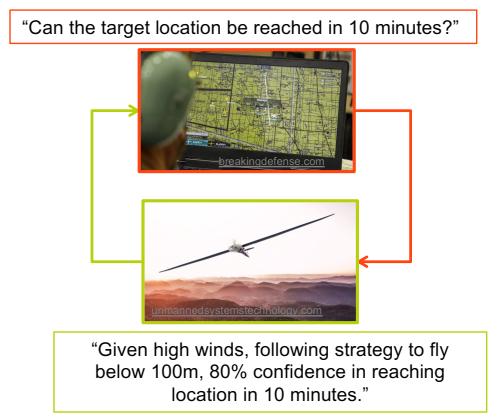 “Can the target location be reached in 10 minutes?”
breakingdefense.com
unmannedsystemstechnology.com
“Given high winds, following strategy to fly
below 100m, 80% confidence in reaching
location in 10 minutes.”